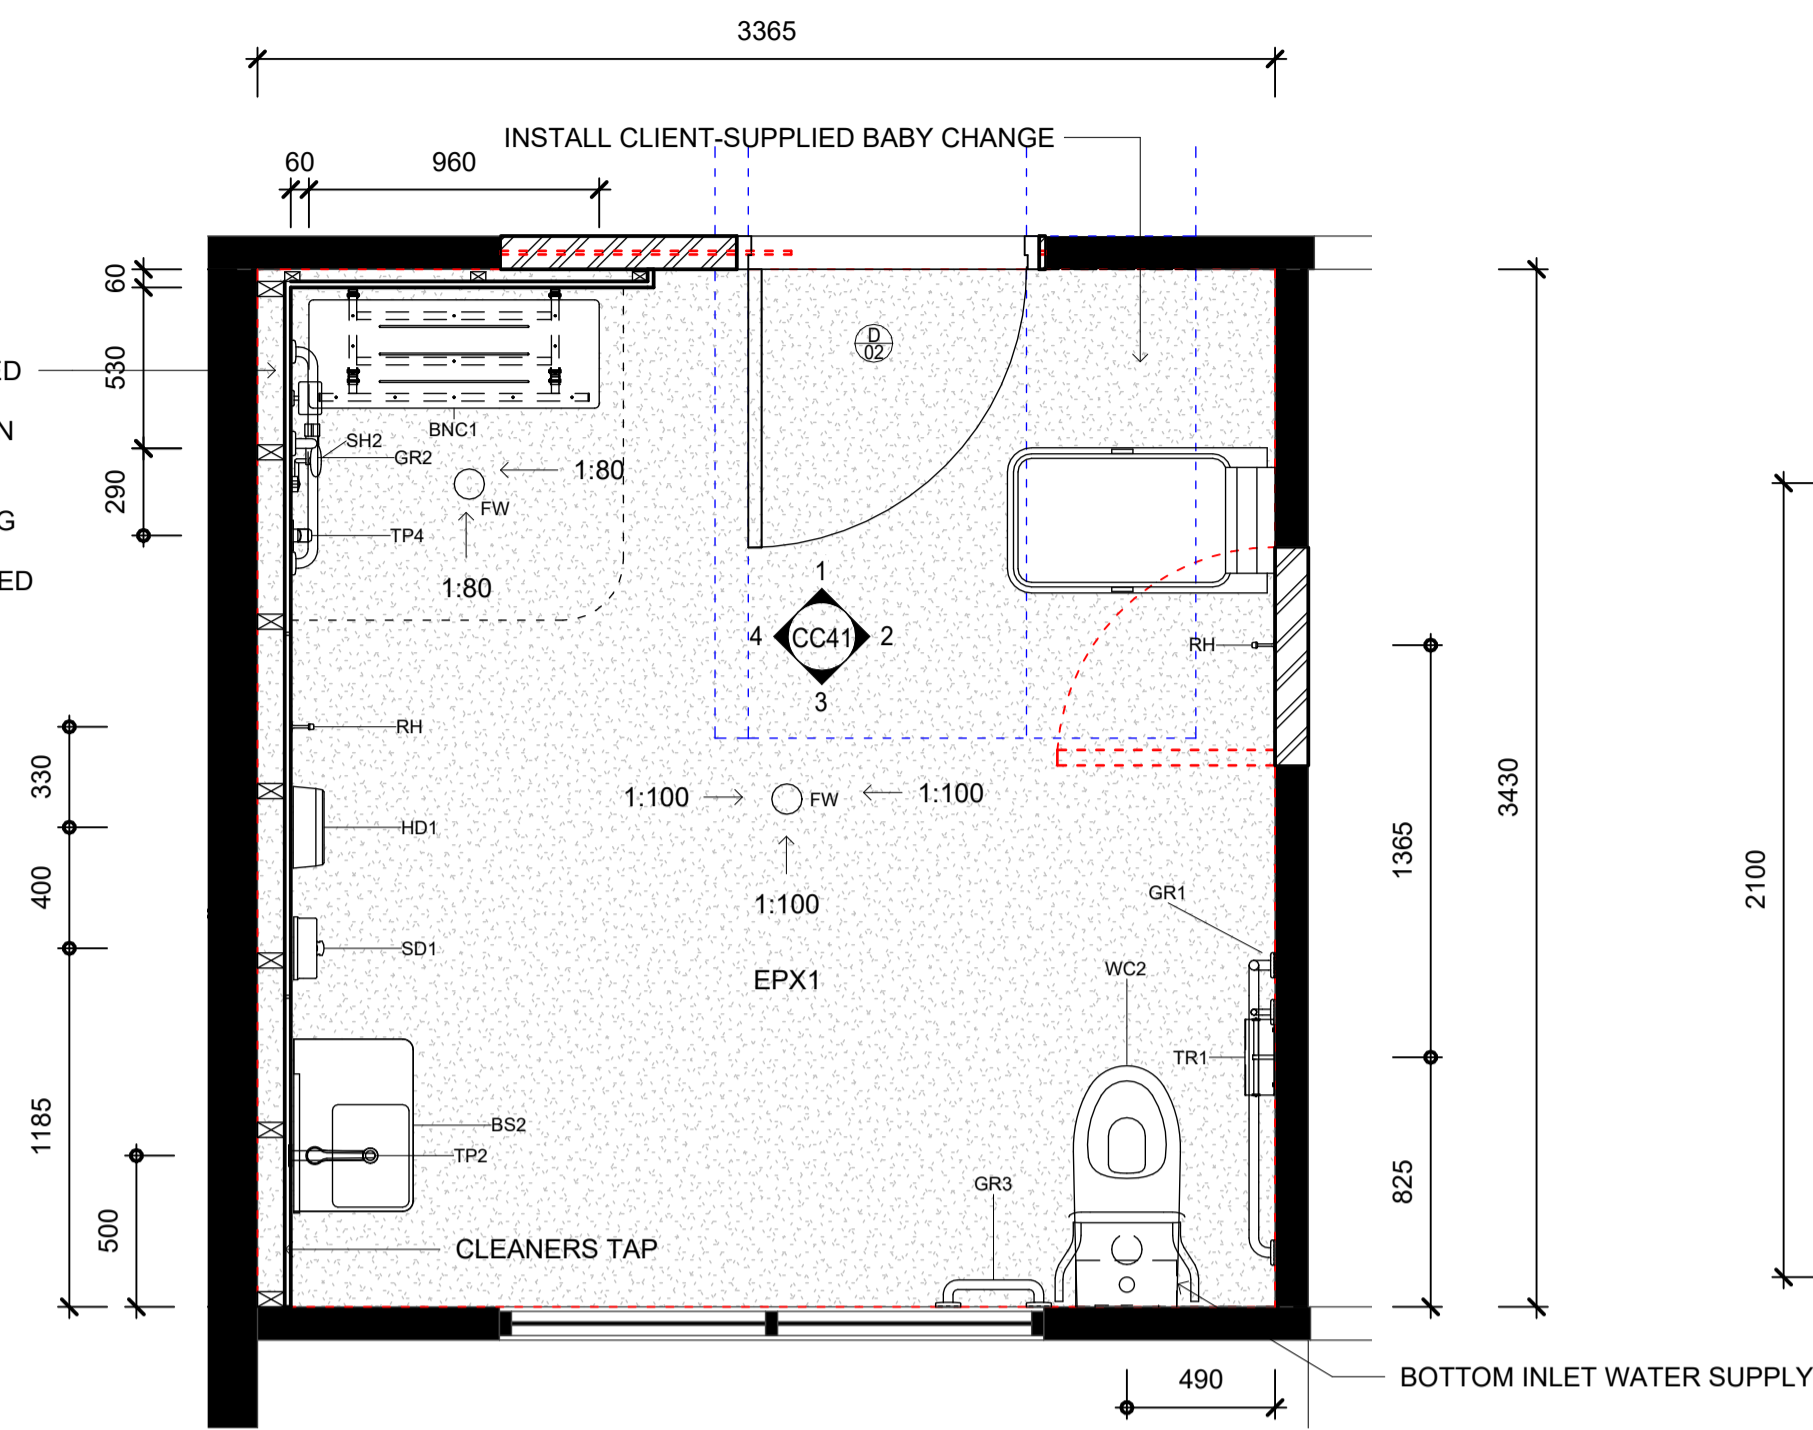 3365
INSTALL CLIENT-SUPPLIED BABY CHANGE
60
960
60
530
290
ED
N
G
ED
D
02
BNC1
SH2
GR2
1:80
FW
TP4
1:80
1
4
CC41
2
3
RH
RH
330
HD1
400
SD1
1185
500
1:100
FW
1:100
1:100
EPX1
GR1
WC2
TR1
BS2
TP2
GR3
CLEANERS TAP
3430
1365
2100
825
490
BOTTOM INLET WATER SUPPLY